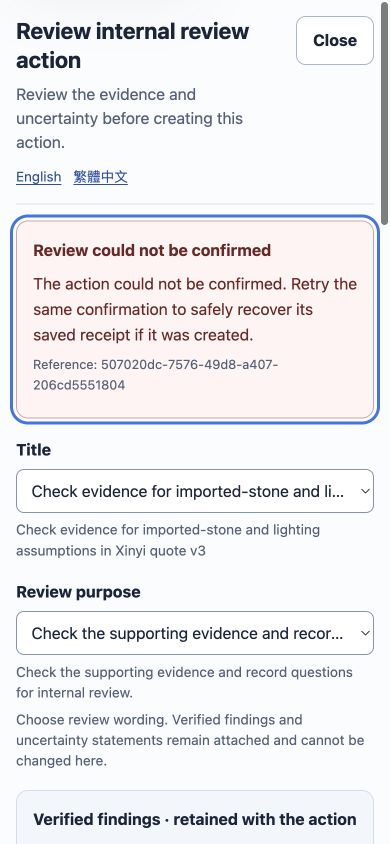 Review internal review
action
Close
Review the evidence and
uncertainty before creating this
action.
English 繁體中文
Review could not be confirmed
The action could not be confirmed. Retry the
same confirmation to safely recover its
saved receipt if it was created.
Reference: 507020dc-7576-49d8-a407-
206cd5551804
Title
Check evidence for imported-stone and li...
Check evidence for imported-stone and lighting
assumptions in Xinyi quote v3
Review purpose
Check the supporting evidence and recor...
Check the supporting evidence and record questions
for internal review.
Choose review wording. Verified findings and
uncertainty statements remain attached and cannot be
changed here.
Verified findings · retained with the action